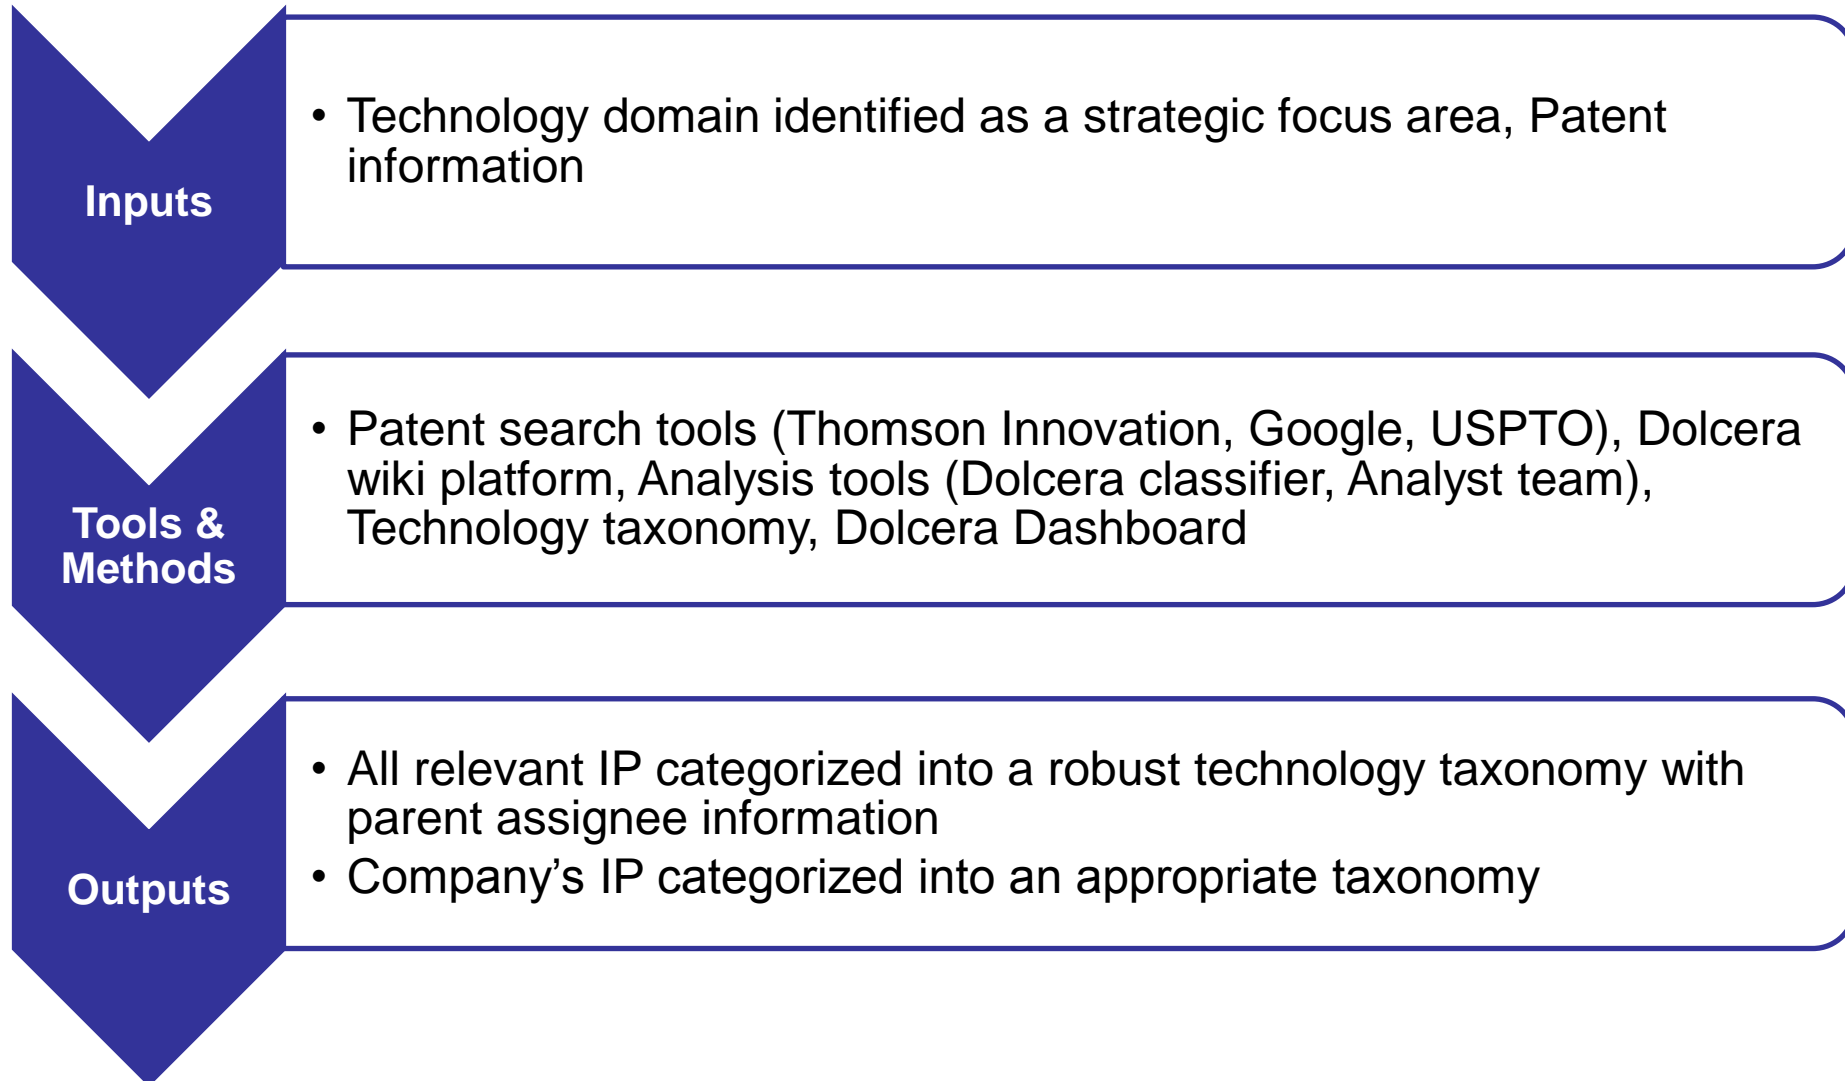 Inputs
• Technology domain identified as a strategic focus area, Patent
information
Tools &
Methods
• Patent search tools (Thomson Innovation, Google, USPTO), Dolcera
wiki platform, Analysis tools (Dolcera classifier, Analyst team),
Technology taxonomy, Dolcera Dashboard
Outputs
• All relevant IP categorized into a robust technology taxonomy with
parent assignee information
• Company’s IP categorized into an appropriate taxonomy